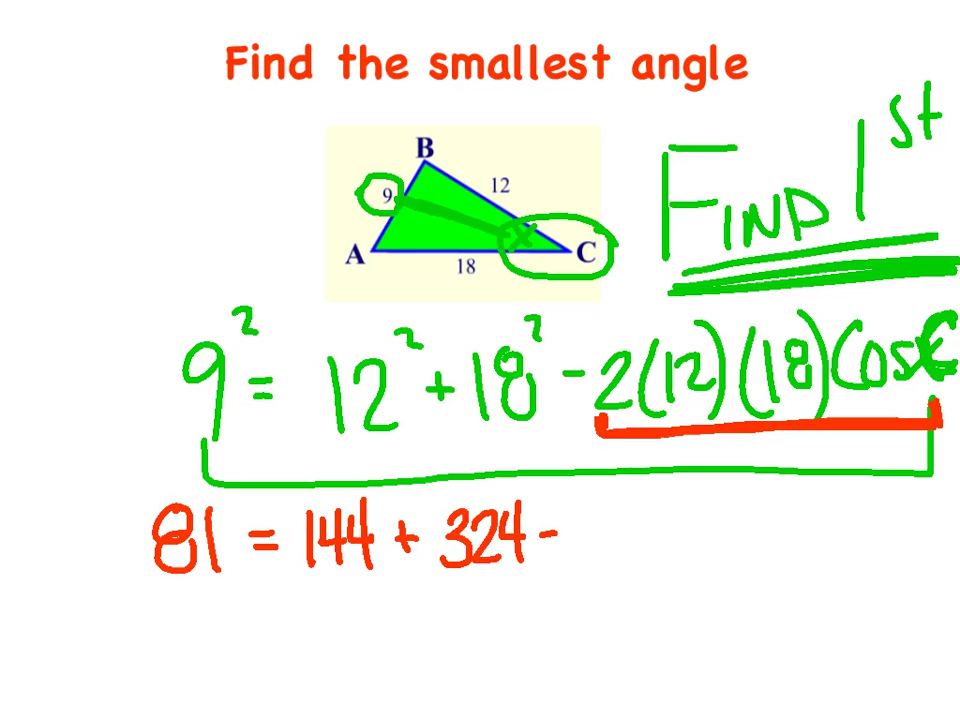 Find the smallest angle
B
9
12
A
18
C
FIND 1st
9² = 12² + 18² - 2(12)(18)Cos C
81 = 144 + 324 -